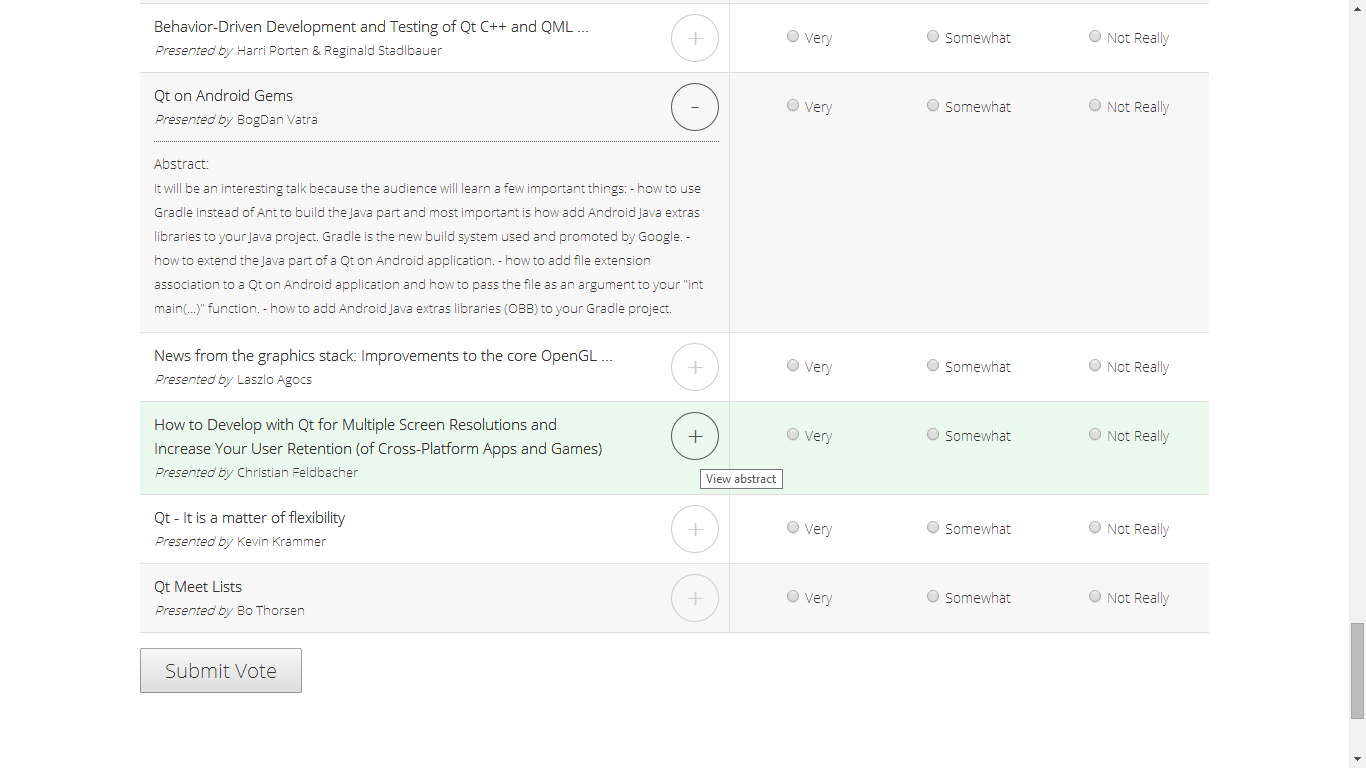 Behavior-Driven Development and Testing of Qt C++ and QML ...
Presented by Harri Porten & Reginald Stadlbauer
+
Very
Somewhat
Not Really
Qt on Android Gems
Presented by BogDan Vatra
-
Very
Somewhat
Not Really
Abstract:
It will be an interesting talk because the audience will learn a few important things: - how to use
Gradle instead of Ant to build the Java part and most important is how add Android Java extras
libraries to your Java project. Gradle is the new build system used and promoted by Google. -
how to extend the Java part of a Qt on Android application. - how to add file extension
association to a Qt on Android application and how to pass the file as an argument to your "int
main(...)" function. - how to add Android Java extras libraries (OBB) to your Gradle project.
News from the graphics stack: Improvements to the core OpenGL ...
Presented by Laszlo Agocs
+
Very
Somewhat
Not Really
How to Develop with Qt for Multiple Screen Resolutions and
Increase Your User Retention (of Cross-Platform Apps and Games)
Presented by Christian Feldbacher
+
View abstract
Very
Somewhat
Not Really
Qt - It is a matter of flexibility
Presented by Kevin Krammer
+
Very
Somewhat
Not Really
Qt Meet Lists
Presented by Bo Thorsen
+
Very
Somewhat
Not Really
Submit Vote